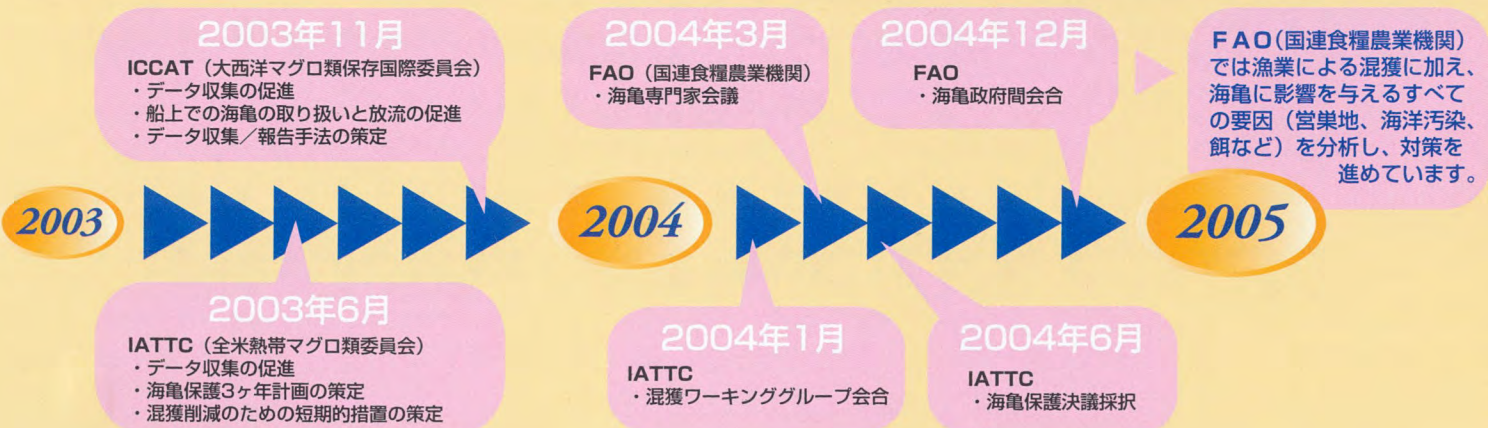 2003年11月
ICCAT（大西洋マグロ類保存国際委員会）
・データ収集の促進
・船上での海亀の取り扱いと放流の促進
・データ収集／報告手法の策定
2004年3月
FAO（国連食糧農業機関）
・海亀専門家会議
2004年12月
FAO
・海亀政府間会合
FAO（国連食糧農業機関）
では漁業による混獲に加え、
海亀に影響を与えるすべて
の要因（営巣地、海洋汚染、
餌など）を分析し、対策を
進めています。
2003
2004
2005
2003年6月
IATTC（全米熱帯マグロ類委員会）
・データ収集の促進
・海亀保護3ヶ年計画の策定
・混獲削減のための短期的措置の策定
2004年1月
IATTC
・混獲ワーキンググループ会合
2004年6月
IATTC
・海亀保護決議採択